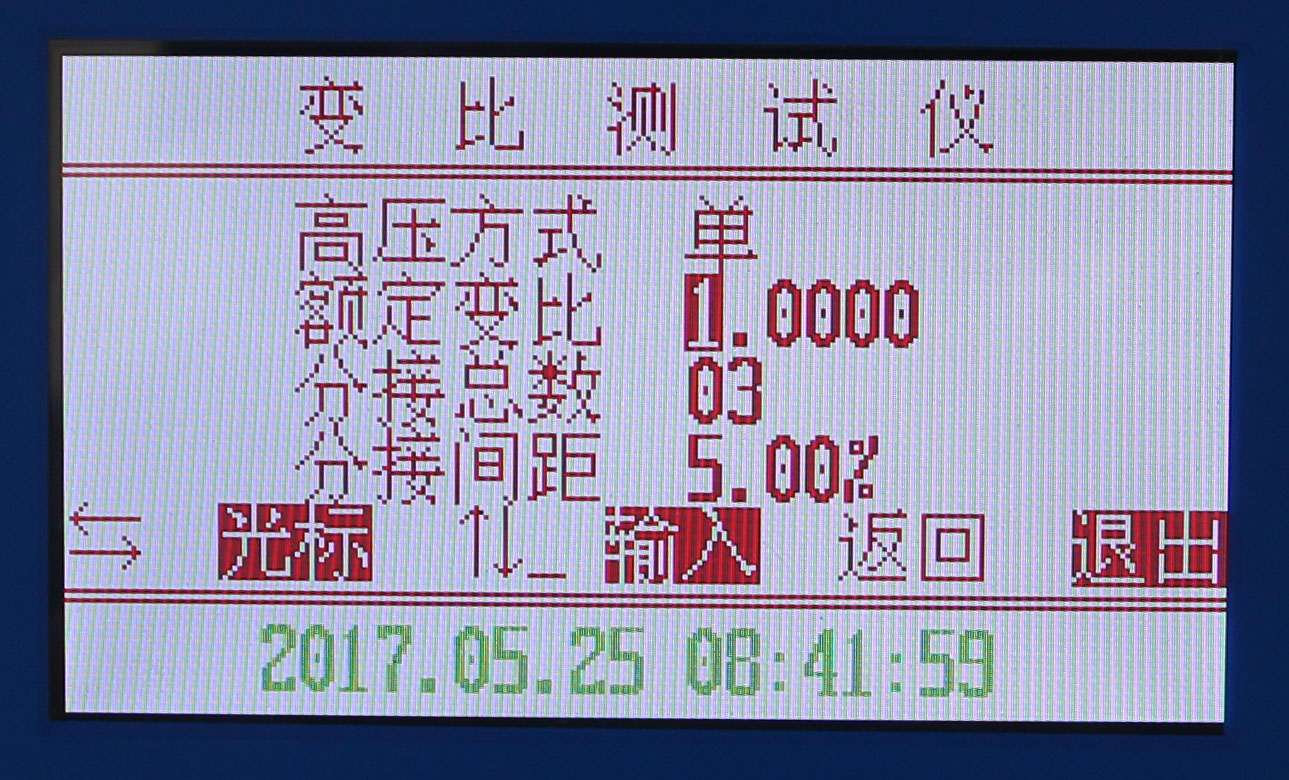 变比测试仪
高压方式 单
额定变比 1.0000
分接总数 03
分接间距 5.00%
⇆ 光标 ↑↓_ 输入 返回 退出
2017.05.25 08:41:59